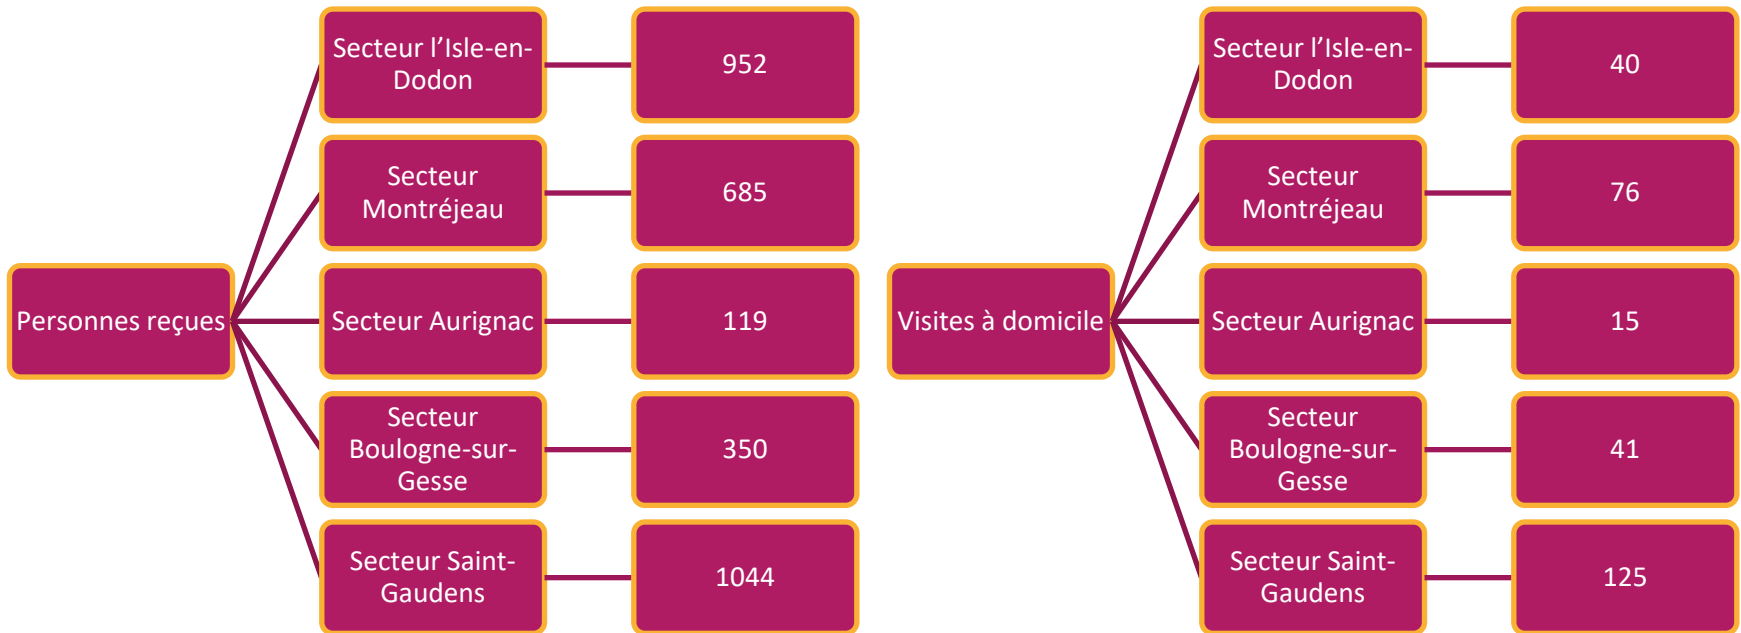 Personnes reçues
Secteur l’Isle-en-
Dodon
952
Secteur
Montréjeau
685
Secteur Aurignac
119
Secteur
Boulogne-sur-
Gesse
350
Secteur Saint-
Gaudens
1044
Visites à domicile
Secteur l’Isle-en-
Dodon
40
Secteur
Montréjeau
76
Secteur Aurignac
15
Secteur
Boulogne-sur-
Gesse
41
Secteur Saint-
Gaudens
125